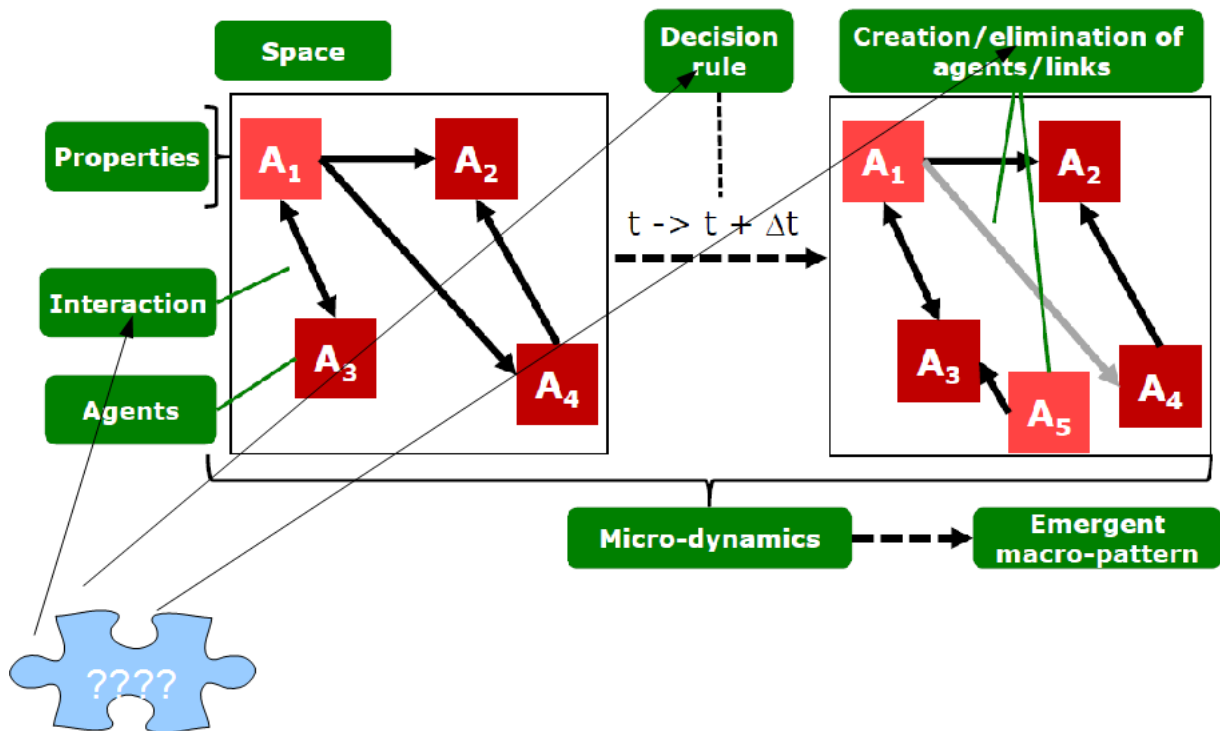 Space
Decision
rule
Creation/elimination of
agents/links
Properties
A1
A2
A1
A2
t -> t + Δt
Interaction
A3
A4
A3
A4
A5
Agents
Micro-dynamics
Emergent
macro-pattern
????